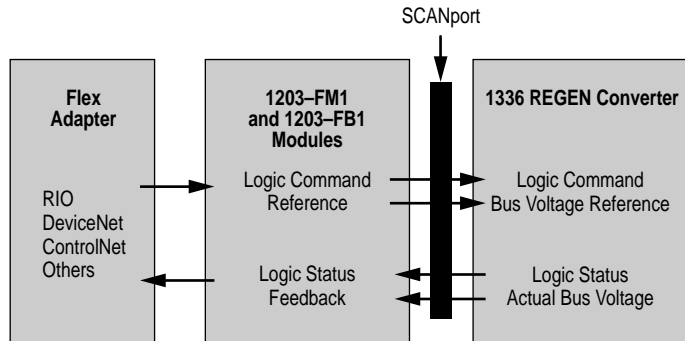 SCANport
Flex
Adapter
RIO
DeviceNet
ControlNet
Others
1203–FM1
and 1203–FB1
Modules
Logic Command
Reference
Logic Status
Feedback
1336 REGEN Converter
Logic Command
Bus Voltage Reference
Logic Status
Actual Bus Voltage